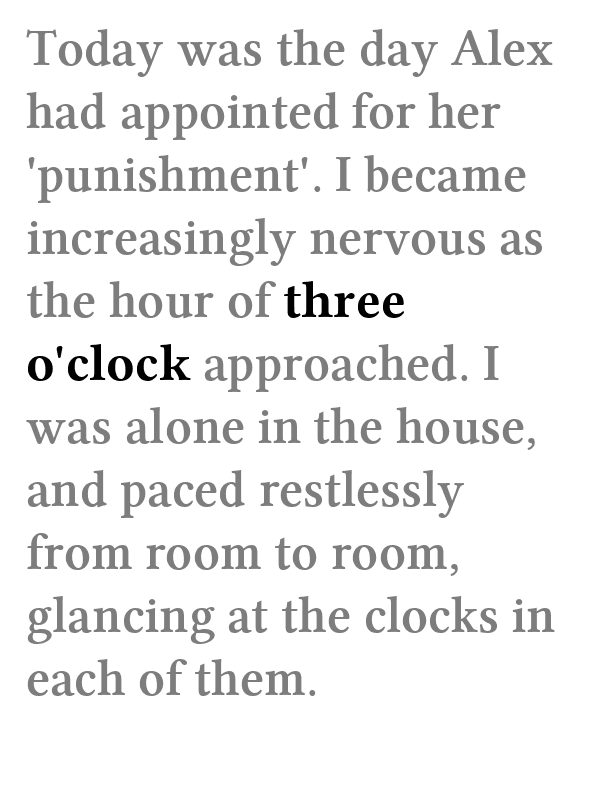 Today was the day Alex
had appointed for her
'punishment'. I became
increasingly nervous as
the hour of three
o'clock approached. I
was alone in the house,
and paced restlessly
from room to room,
glancing at the clocks in
each of them.